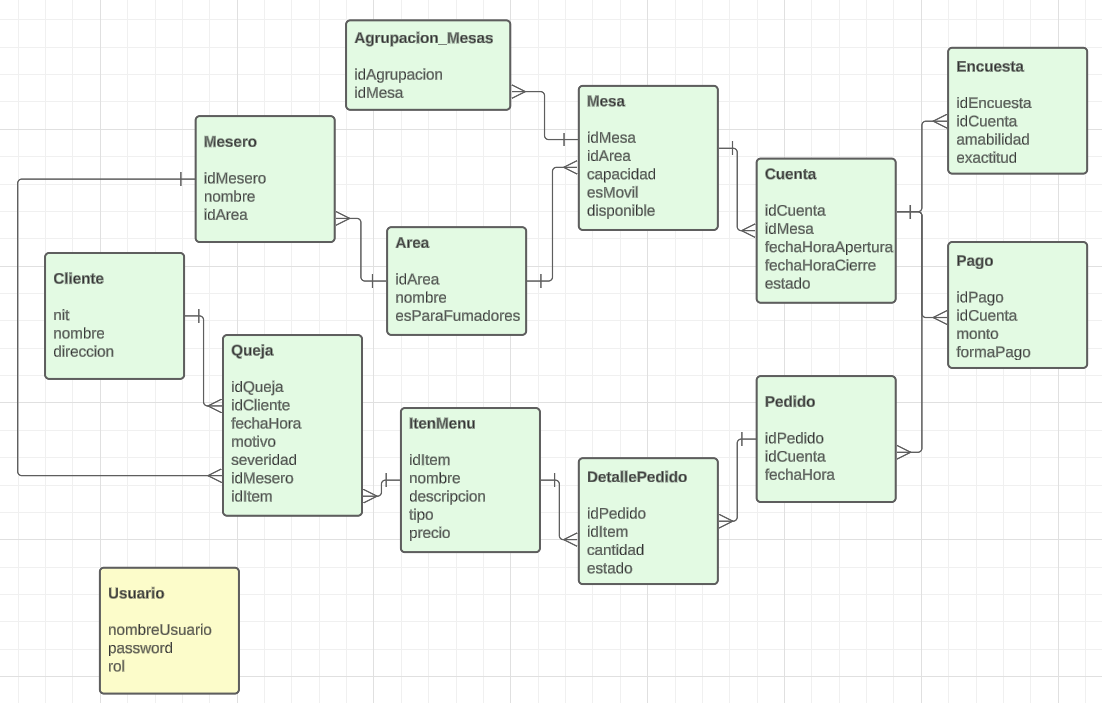 Agrupacion_Mesas
idAgrupacion
idMesa
Mesa
idMesa
idArea
capacidad
esMovil
disponible
Encuesta
idEncuesta
idCuenta
amabilidad
exactitud
Mesero
idMesero
nombre
idArea
Cuenta
idCuenta
idMesa
fechaHoraApertura
fechaHoraCierre
estado
Area
idArea
nombre
esParaFumadores
Pago
idPago
idCuenta
monto
formaPago
Cliente
nit
nombre
direccion
Queja
idQueja
idCliente
fechaHora
motivo
severidad
idMesero
idItem
ItenMenu
idItem
nombre
descripcion
tipo
precio
DetallePedido
idPedido
idItem
cantidad
estado
Pedido
idPedido
idCuenta
fechaHora
Usuario
nombreUsuario
password
rol